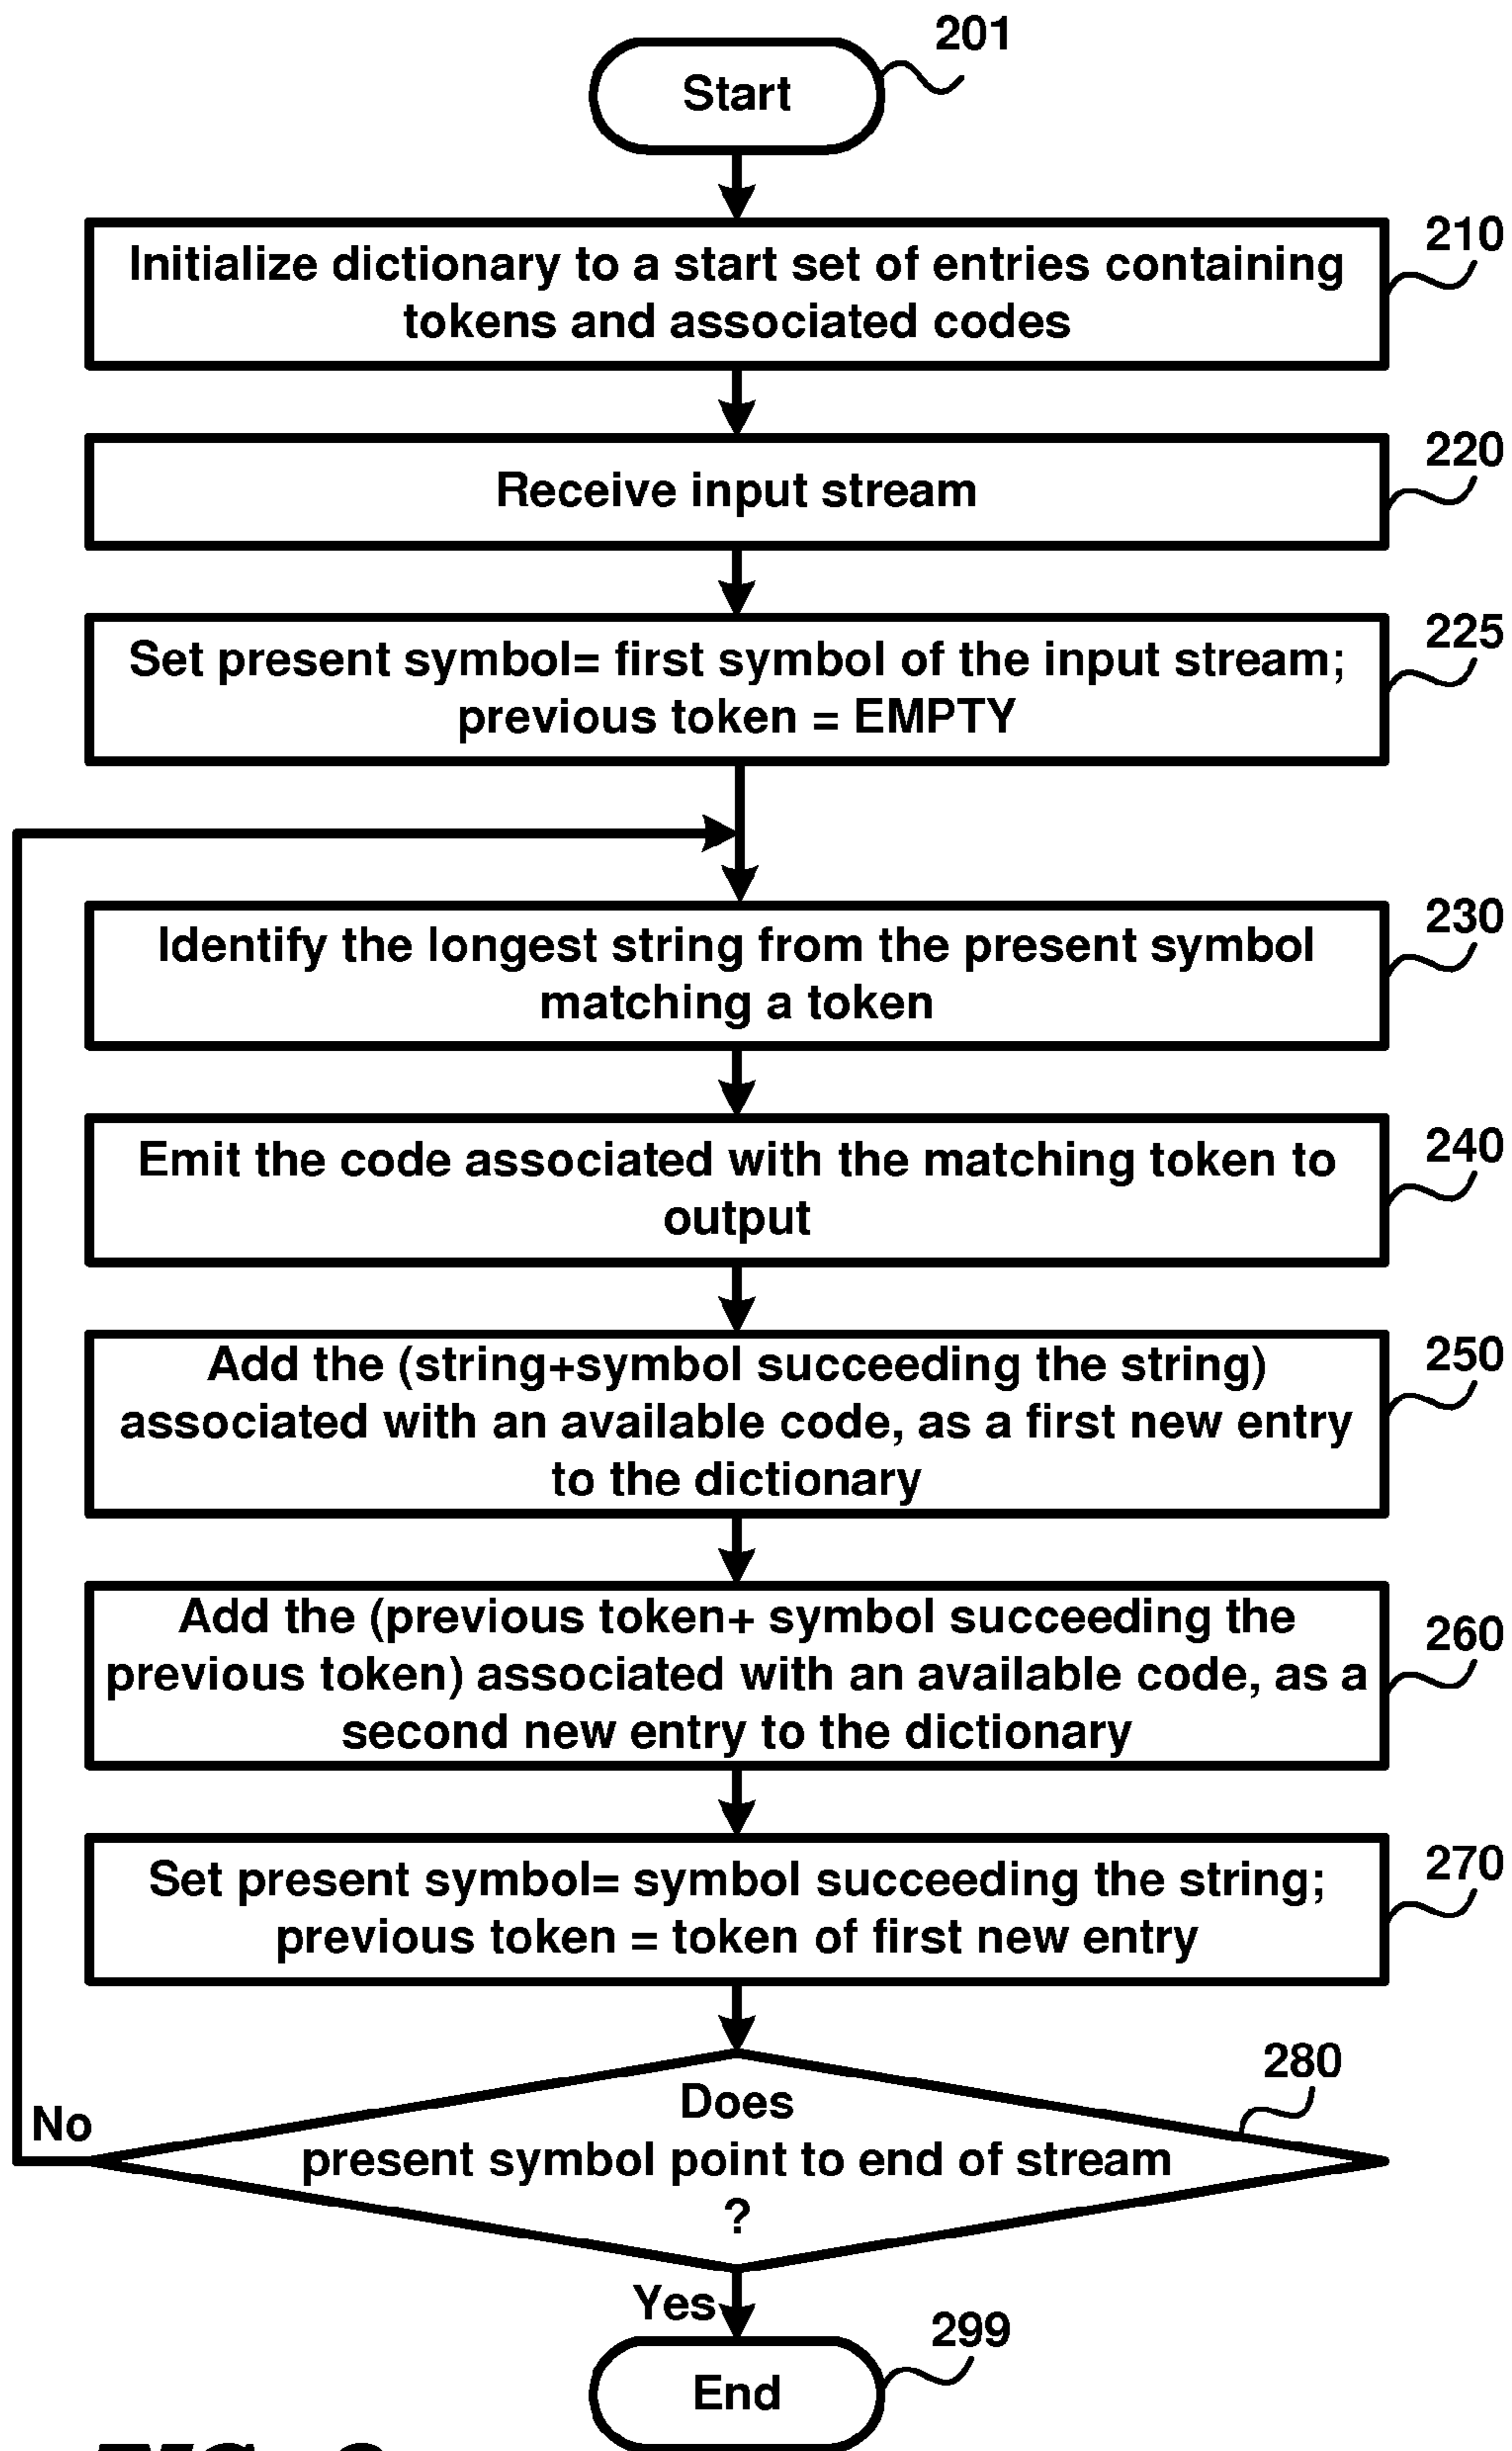 201
Start
210
Initialize dictionary to a start set of entries containing
tokens and associated codes
220
Receive input stream
225
Set present symbol= first symbol of the input stream;
previous token = EMPTY
230
Identify the longest string from the present symbol
matching a token
240
Emit the code associated with the matching token to
output
250
Add the (string+symbol succeeding the string)
associated with an available code, as a first new entry
to the dictionary
260
Add the (previous token+ symbol succeeding the
previous token) associated with an available code, as a
second new entry to the dictionary
270
Set present symbol= symbol succeeding the string;
previous token = token of first new entry
280
Does
No
present symbol point to end of stream
?
Yes
299
End